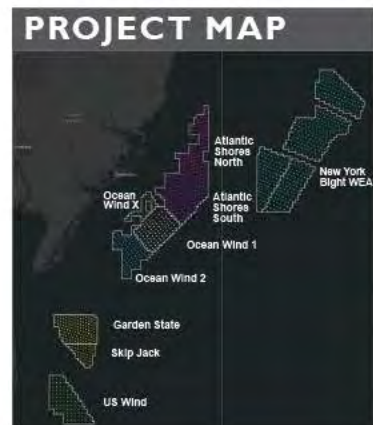 PROJECT MAP
Atlantic
Shores
North
New York
Bight WEA
Ocean
Wind X
Atlantic
Shores
South
Ocean Wind 1
Ocean Wind 2
Garden State
Skip Jack
US Wind